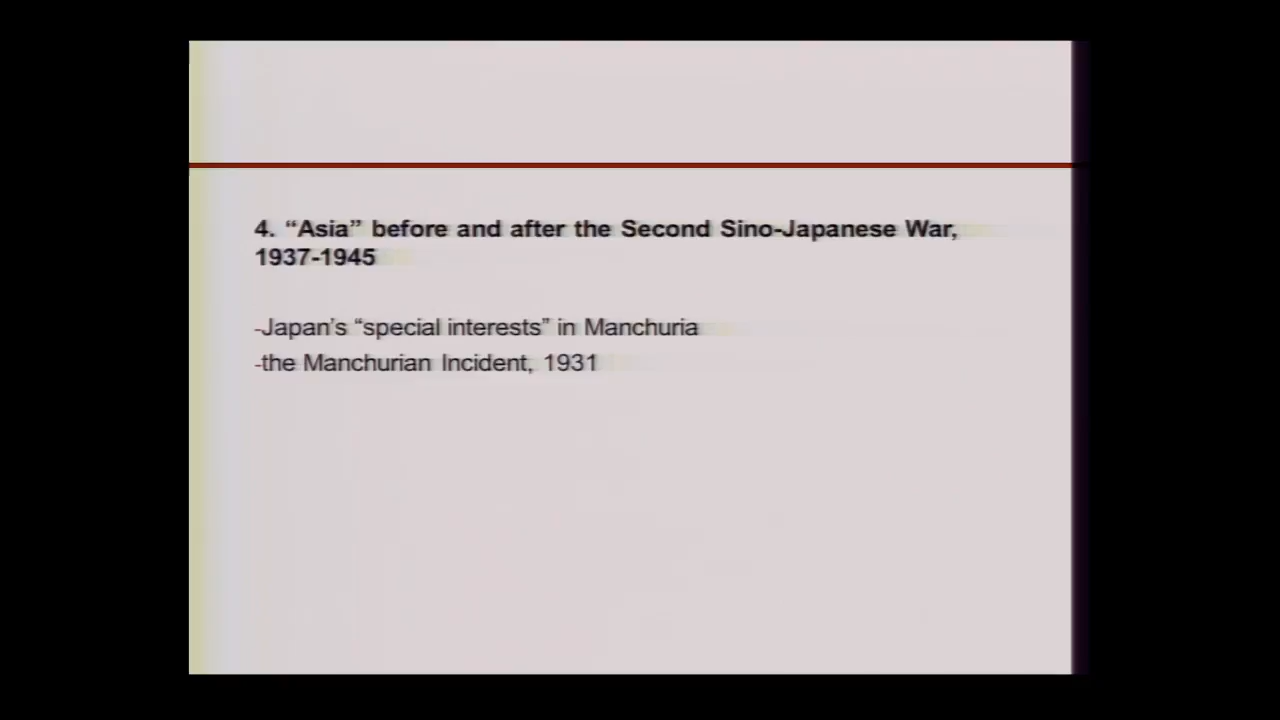 4. “Asia” before and after the Second Sino-Japanese War,
1937-1945
-Japan’s “special interests” in Manchuria
-the Manchurian Incident, 1931